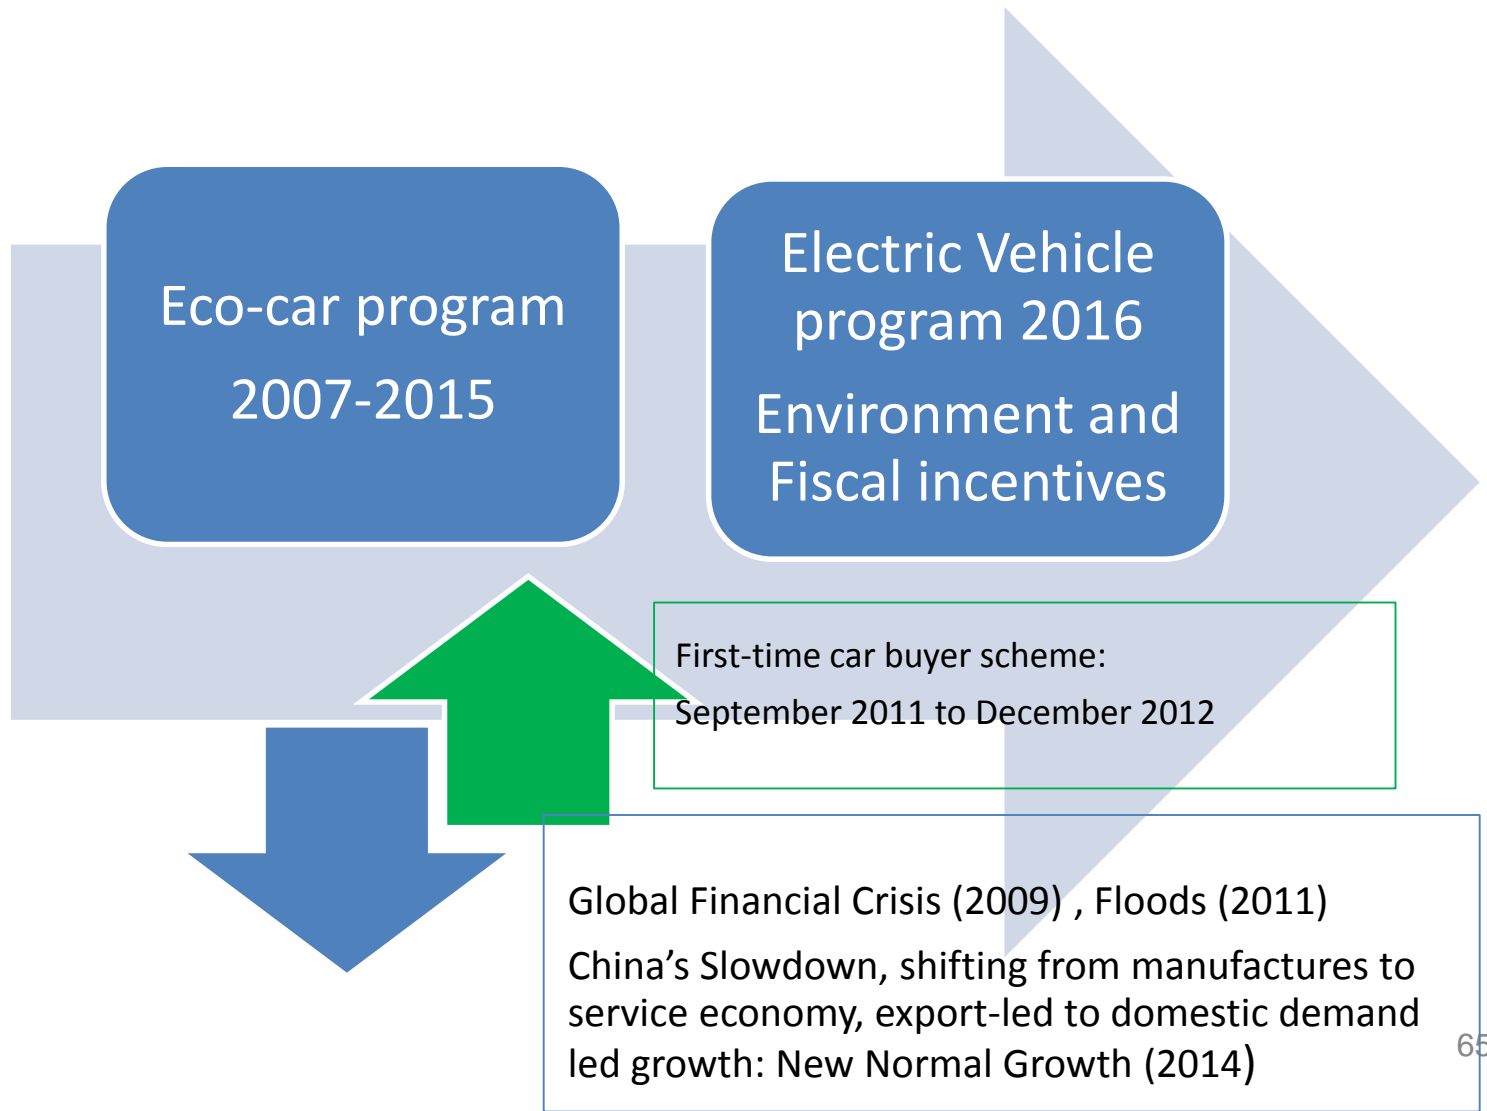 Eco-car program
2007-2015
Electric Vehicle
program 2016
Environment and
Fiscal incentives
First-time car buyer scheme:
September 2011 to December 2012
Global Financial Crisis (2009) , Floods (2011)
China’s Slowdown, shifting from manufactures to
service economy, export-led to domestic demand
led growth: New Normal Growth (2014)
65